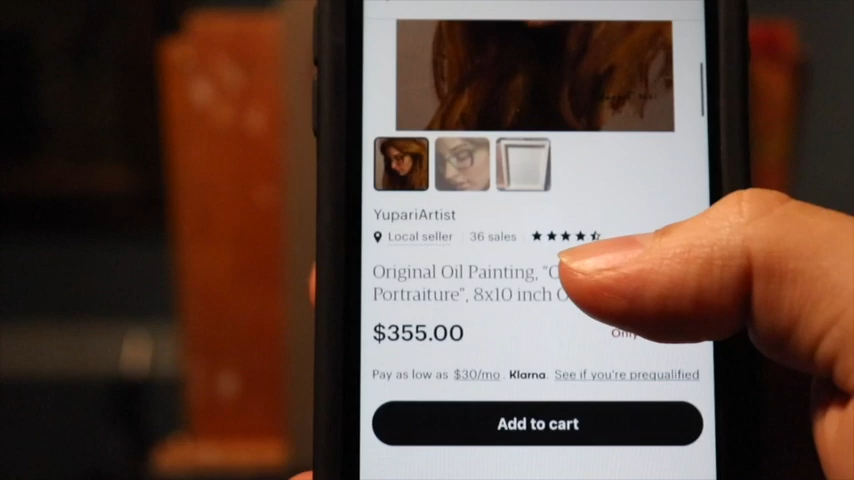 YupariArtist
Local seller 36 sales
Original Oil Painting, "
Portraiture", 8x10 inch
$355.00
Pay as low as $30/mo. Klarna. See if you're prequalified
Add to cart